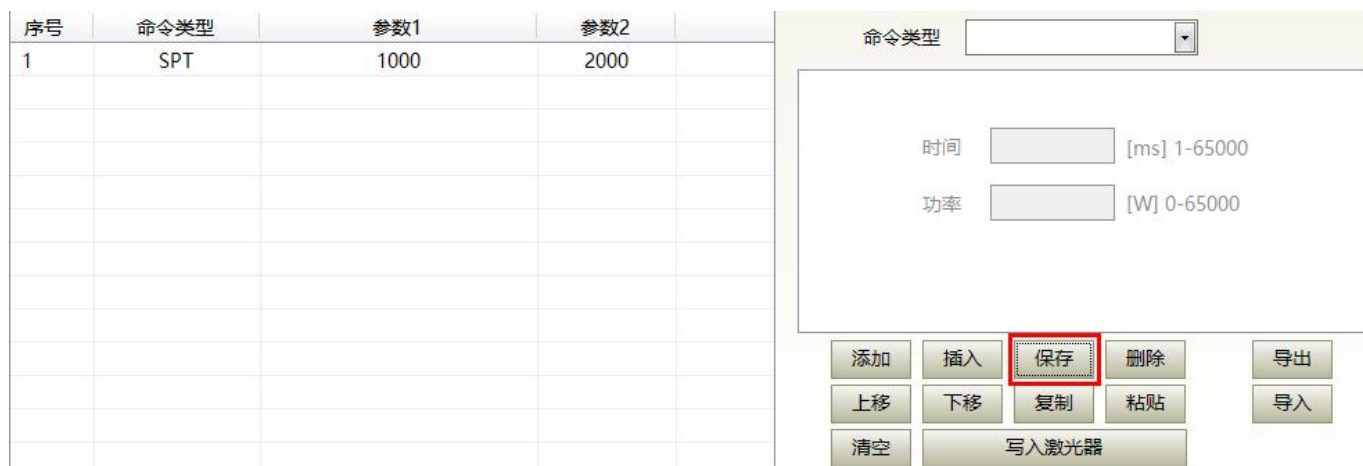 序号 命令类型 参数1 参数2
1 SPT 1000 2000
命令类型
时间 [ms] 1-65000
功率 [W] 0-65000
添加 插入 保存 删除 导出
上移 下移 复制 粘贴 导入
清空 写入激光器